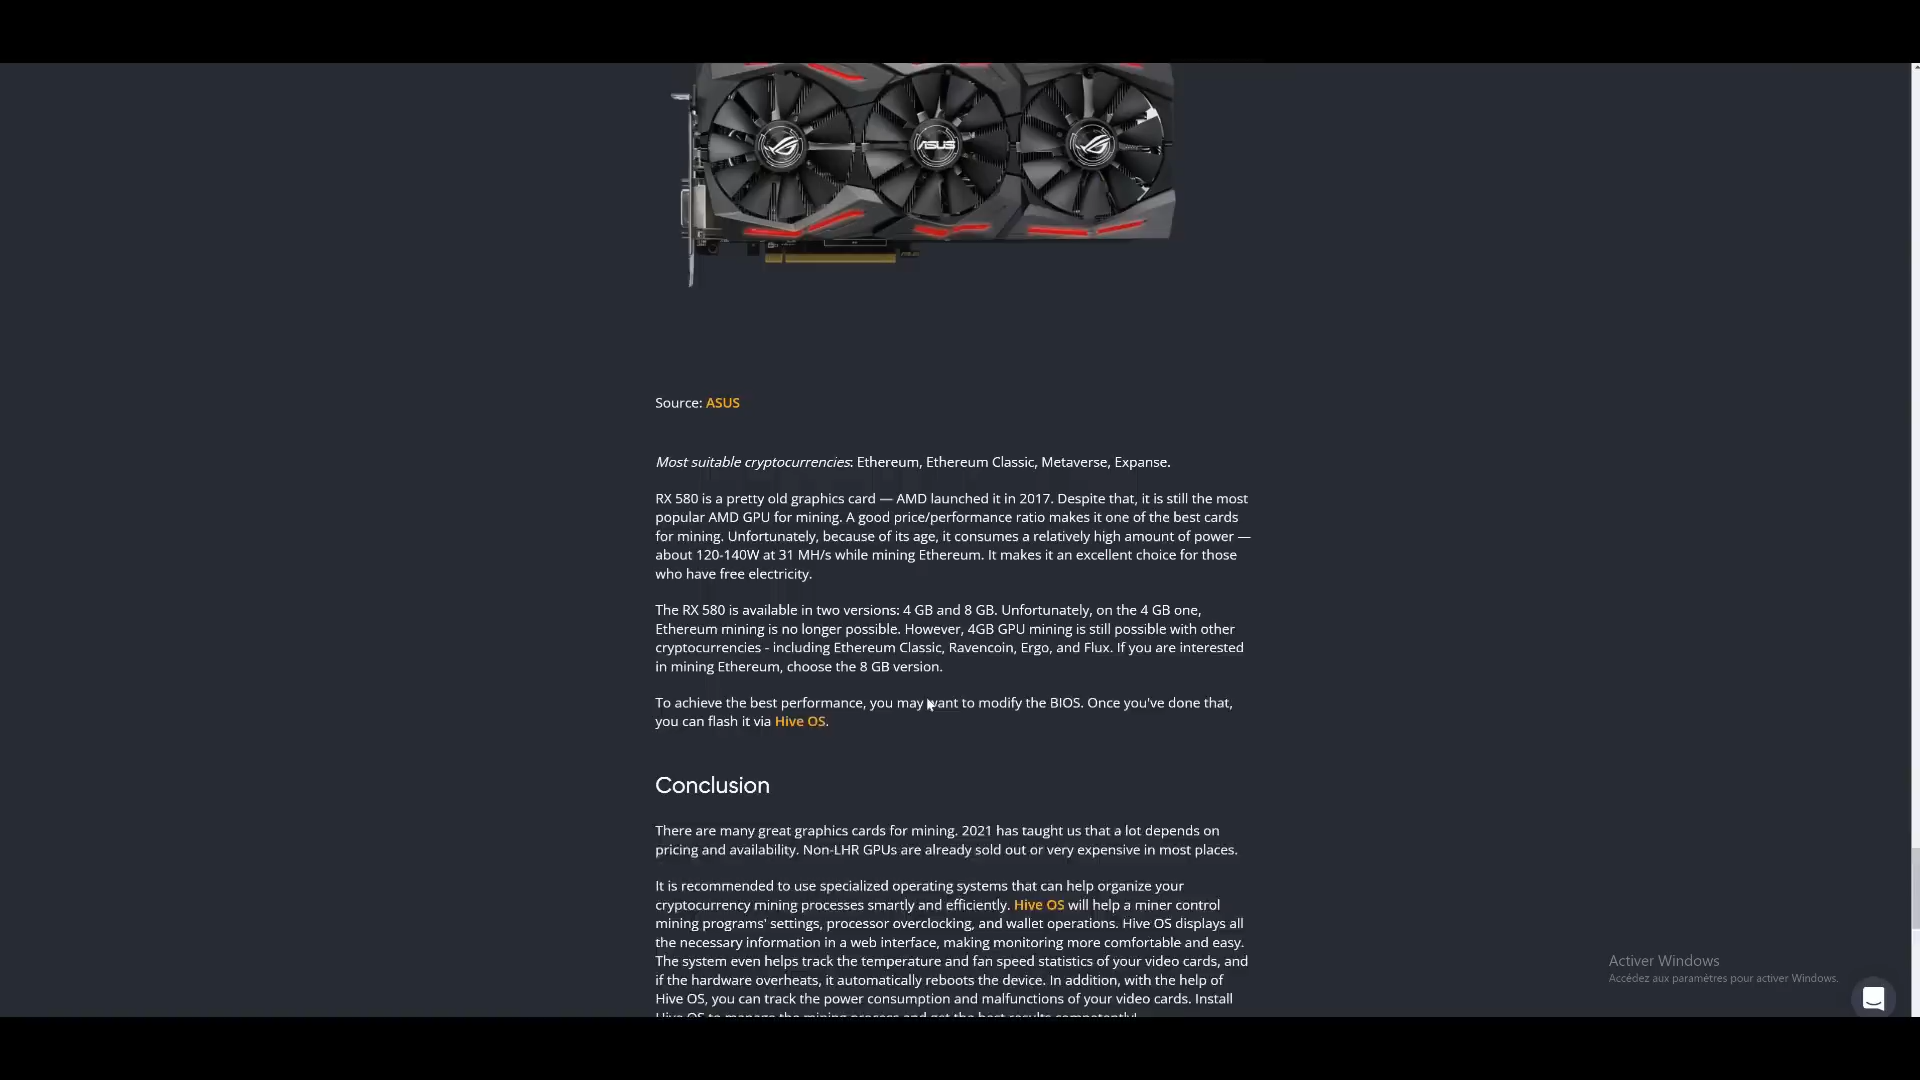 ASUS
Source: ASUS
Most suitable cryptocurrencies: Ethereum, Ethereum Classic, Metaverse, Expanse.
RX 580 is a pretty old graphics card — AMD launched it in 2017. Despite that, it is still the most
popular AMD GPU for mining. A good price/performance ratio makes it one of the best cards
for mining. Unfortunately, because of its age, it consumes a relatively high amount of power —
about 120-140W at 31 MH/s while mining Ethereum. It makes it an excellent choice for those
who have free electricity.
The RX 580 is available in two versions: 4 GB and 8 GB. Unfortunately, on the 4 GB one,
Ethereum mining is no longer possible. However, 4GB GPU mining is still possible with other
cryptocurrencies - including Ethereum Classic, Ravencoin, Ergo, and Flux. If you are interested
in mining Ethereum, choose the 8 GB version.
To achieve the best performance, you may want to modify the BIOS. Once you've done that,
you can flash it via Hive OS.
Conclusion
There are many great graphics cards for mining. 2021 has taught us that a lot depends on
pricing and availability. Non-LHR GPUs are already sold out or very expensive in most places.
It is recommended to use specialized operating systems that can help organize your
cryptocurrency mining processes smartly and efficiently. Hive OS will help a miner control
mining programs' settings, processor overclocking, and wallet operations. Hive OS displays all
the necessary information in a web interface, making monitoring more comfortable and easy.
The system even helps track the temperature and fan speed statistics of your video cards, and
if the hardware overheats, it automatically reboots the device. In addition, with the help of
Hive OS, you can track the power consumption and malfunctions of your video cards. Install
Hive OS to manage the mining process and get the best results competently!
Activer Windows
Accédez aux paramètres pour activer Windows.